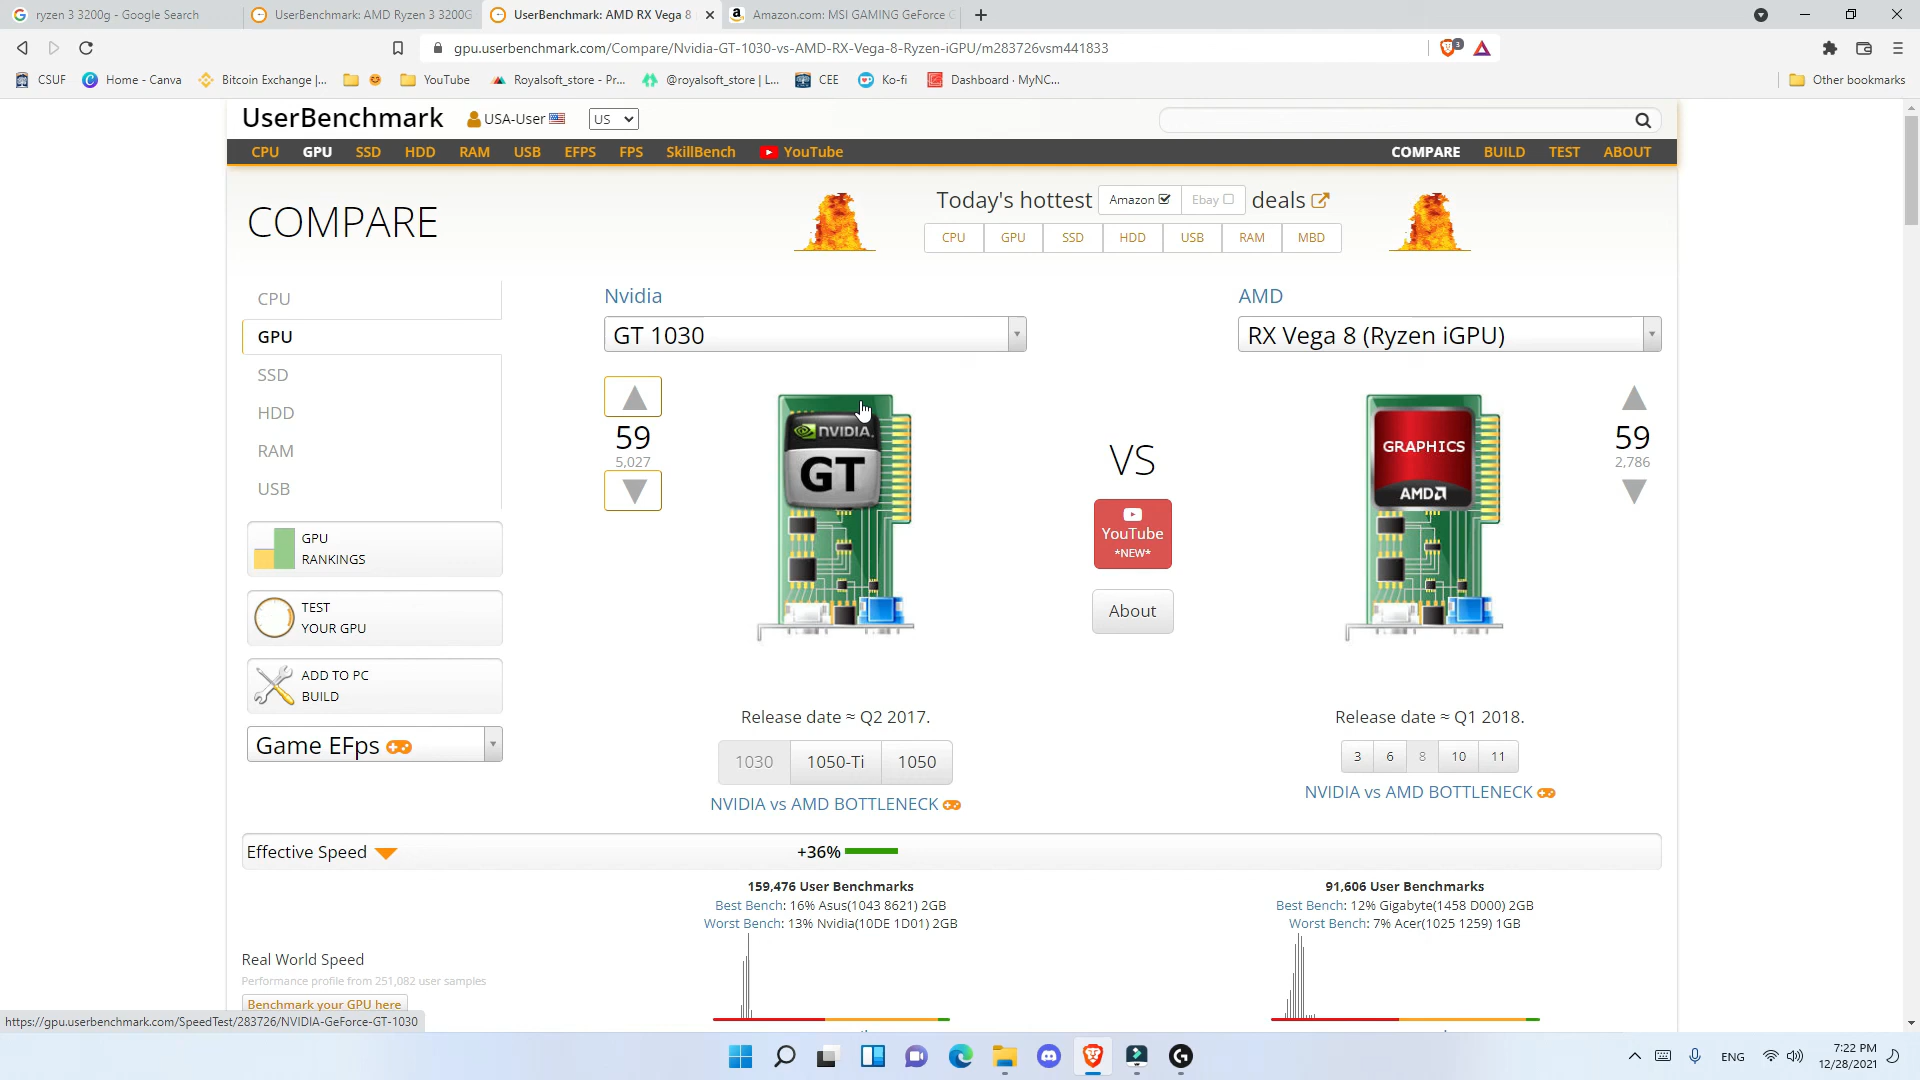 ryzen 3 3200g - Google Search
UserBenchmark: AMD Ryzen 3 3200G
UserBenchmark: AMD RX Vega 8
Amazon.com: MSI GAMING GeForce
gpu.userbenchmark.com/Compare/Nvidia-GT-1030-vs-AMD-RX-Vega-8-Ryzen-iGPU/m283726vsm441833
3
CSUF
Home - Canva
Bitcoin Exchange |...
YouTube
Royalsoft_store - Pr...
@royalsoft_store | L...
CEE
Ko-fi
Dashboard · MyNC...
Other bookmarks
UserBenchmark
USA-User
US
CPU GPU SSD HDD RAM USB EFPS FPS SkillBench YouTube
COMPARE BUILD TEST ABOUT
COMPARE
Today's hottest Amazon Ebay deals
CPU GPU SSD HDD USB RAM MBD
CPU
GPU
SSD
HDD
RAM
USB
GPU
RANKINGS
TEST
YOUR GPU
ADD TO PC
BUILD
Game EFps
Nvidia
GT 1030
59
5,027
NVIDIA.
GT
VS
YouTube
*NEW*
About
AMD
RX Vega 8 (Ryzen iGPU)
GRAPHICS
AMD
59
2,786
Release date ≈ Q2 2017.
1030 1050-Ti 1050
NVIDIA vs AMD BOTTLENECK
Release date ≈ Q1 2018.
3 6 8 10 11
NVIDIA vs AMD BOTTLENECK
Effective Speed
+36%
159,476 User Benchmarks
Best Bench: 16% Asus(1043 8621) 2GB
Worst Bench: 13% Nvidia(10DE 1D01) 2GB
91,606 User Benchmarks
Best Bench: 12% Gigabyte(1458 D000) 2GB
Worst Bench: 7% Acer(1025 1259) 1GB
Real World Speed
Performance profile from 251,082 user samples
Benchmark your GPU here
https://gpu.userbenchmark.com/SpeedTest/283726/NVIDIA-GeForce-GT-1030
ENG
7:22 PM
12/28/2021